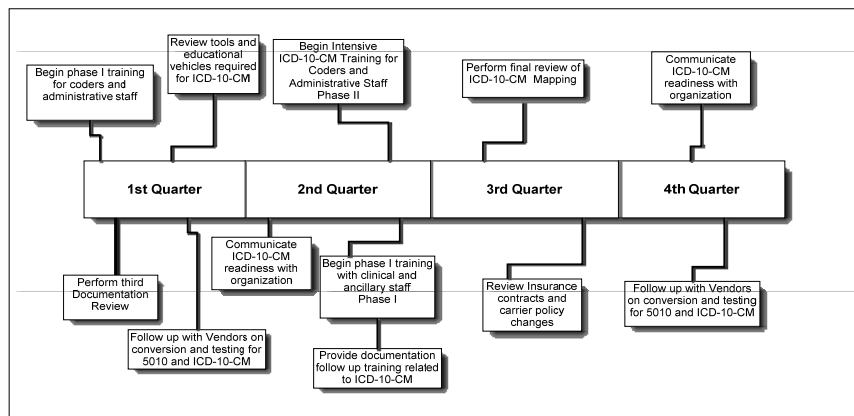 Begin phase I training
for coders and
administrative staff
Review tools and
educational
vehicles required
for ICD-10-CM
Begin Intensive
ICD-10-CM Training for
Coders and
Administrative Staff
Phase II
Perform final review of
ICD-10-CM Mapping
Communicate
ICD-10-CM
readiness with
organization
1st Quarter
2nd Quarter
3rd Quarter
4th Quarter
Perform third
Documentation
Review
Follow up with Vendors on
conversion and testing for
5010 and ICD-10-CM
Communicate
ICD-10-CM
readiness with
organization
Begin phase I training
with clinical and
ancillary staff
Phase I
Provide documentation
follow up training related
to ICD-10-CM
Review Insurance
contracts and
carrier policy
changes
Follow up with Vendors
on conversion and testing
for 5010 and ICD-10-CM